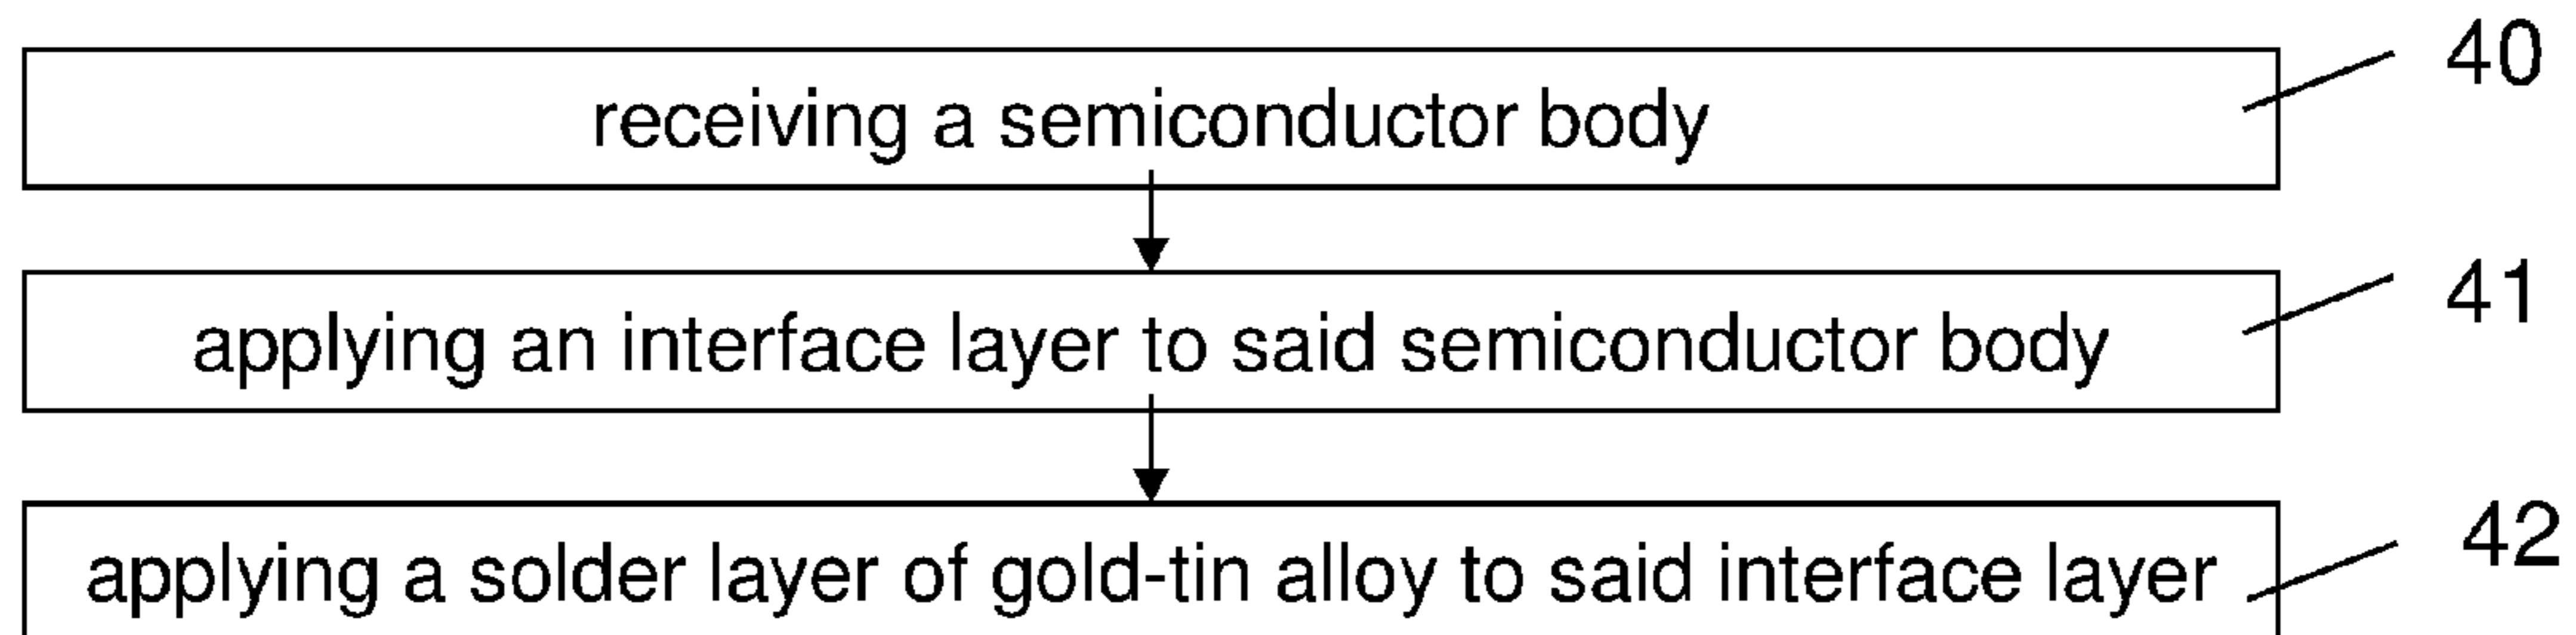 receiving a semiconductor body 40
applying an interface layer to said semiconductor body 41
applying a solder layer of gold-tin alloy to said interface layer 42